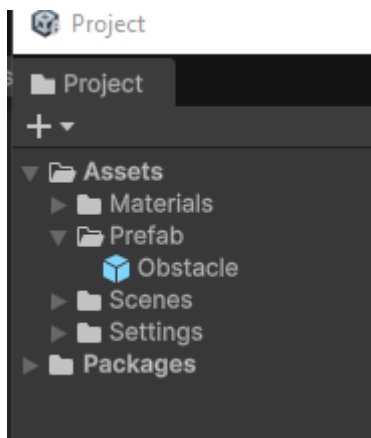 Project
Project
Assets
Materials
Prefab
Obstacle
Scenes
Settings
Packages